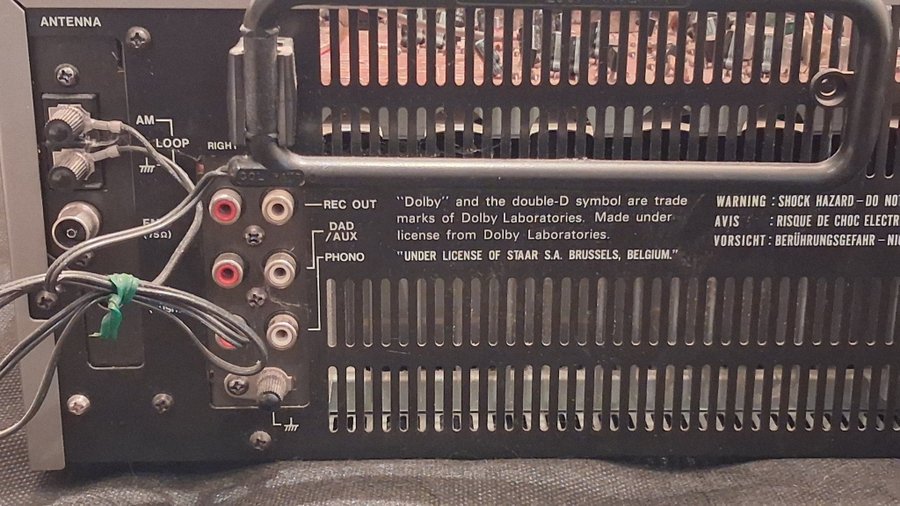 ANTENNA
AM
LOOP
RIGHT
REC OUT
DAD
/AUX
PHONO
(75Ω)
"Dolby" and the double-D symbol are trade
marks of Dolby Laboratories. Made under
license from Dolby Laboratories.
"UNDER LICENSE OF STAAR S.A. BRUSSELS, BELGIUM."
WARNING : SHOCK HAZARD – DO NO
AVIS : RISQUE DE CHOC ELECTR
VORSICHT : BERÜHRUNGSGEFAHR – NIC